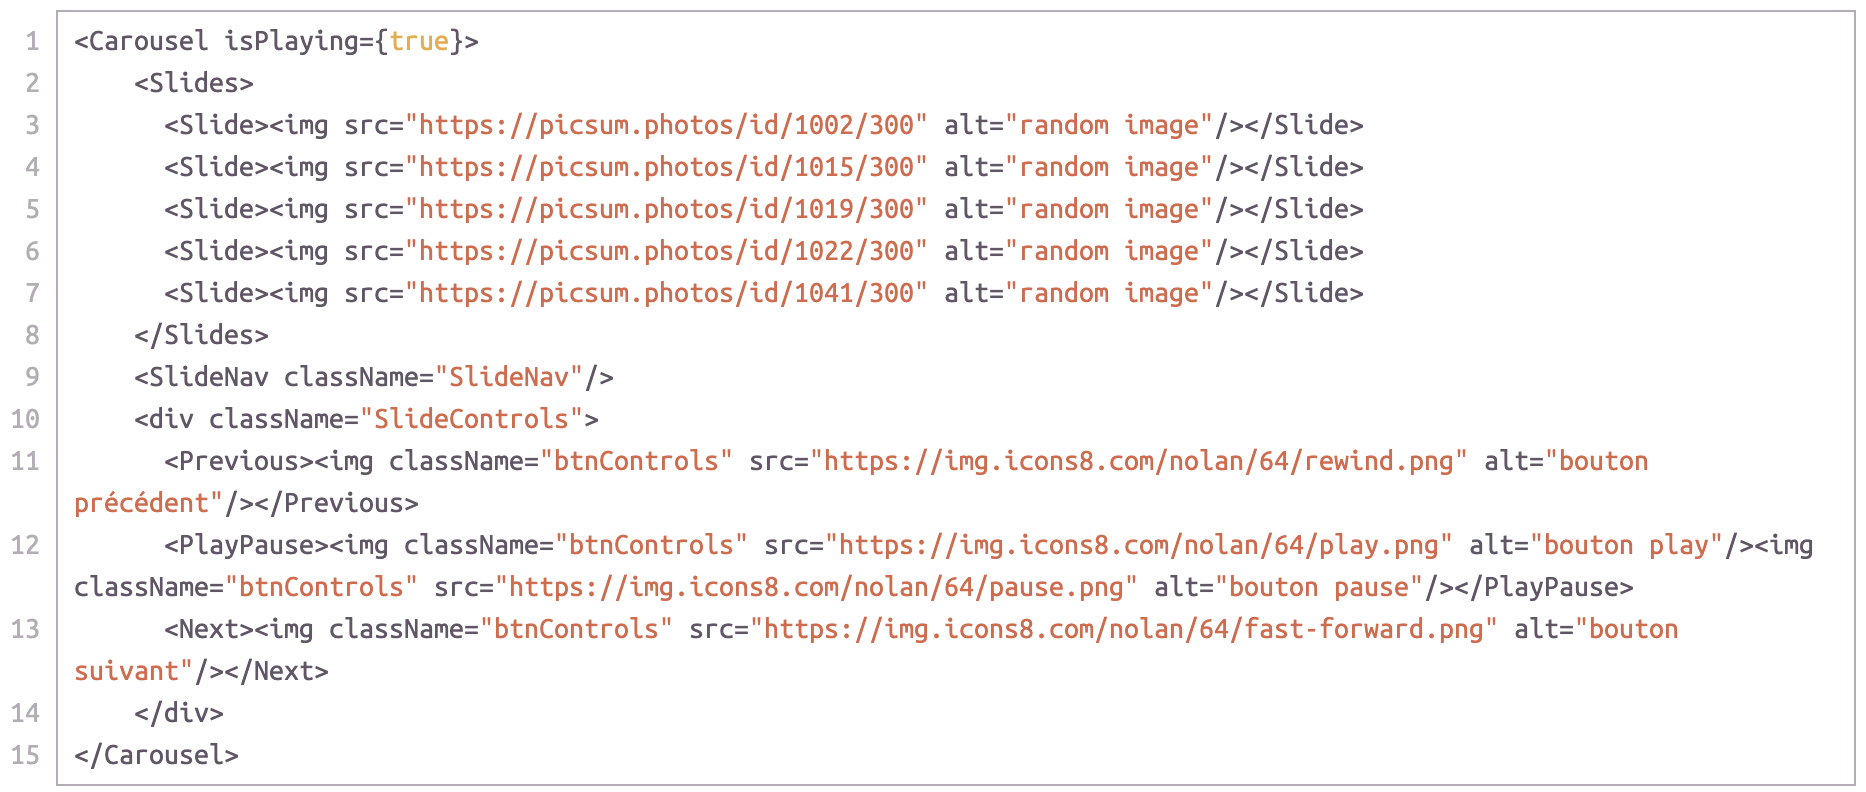 1 <Carousel isPlaying={true}>
2 <Slides>
3 <Slide><img src="https://picsum.photos/id/1002/300" alt="random image"/></Slide>
4 <Slide><img src="https://picsum.photos/id/1015/300" alt="random image"/></Slide>
5 <Slide><img src="https://picsum.photos/id/1019/300" alt="random image"/></Slide>
6 <Slide><img src="https://picsum.photos/id/1022/300" alt="random image"/></Slide>
7 <Slide><img src="https://picsum.photos/id/1041/300" alt="random image"/></Slide>
8 </Slides>
9 <SlideNav className="SlideNav"/>
10 <div className="SlideControls">
11 <Previous><img className="btnControls" src="https://img.icons8.com/nolan/64/rewind.png" alt="bouton
précédent"/></Previous>
12 <PlayPause><img className="btnControls" src="https://img.icons8.com/nolan/64/play.png" alt="bouton play"/><img
className="btnControls" src="https://img.icons8.com/nolan/64/pause.png" alt="bouton pause"/></PlayPause>
13 <Next><img className="btnControls" src="https://img.icons8.com/nolan/64/fast-forward.png" alt="bouton
suivant"/></Next>
14 </div>
15 </Carousel>